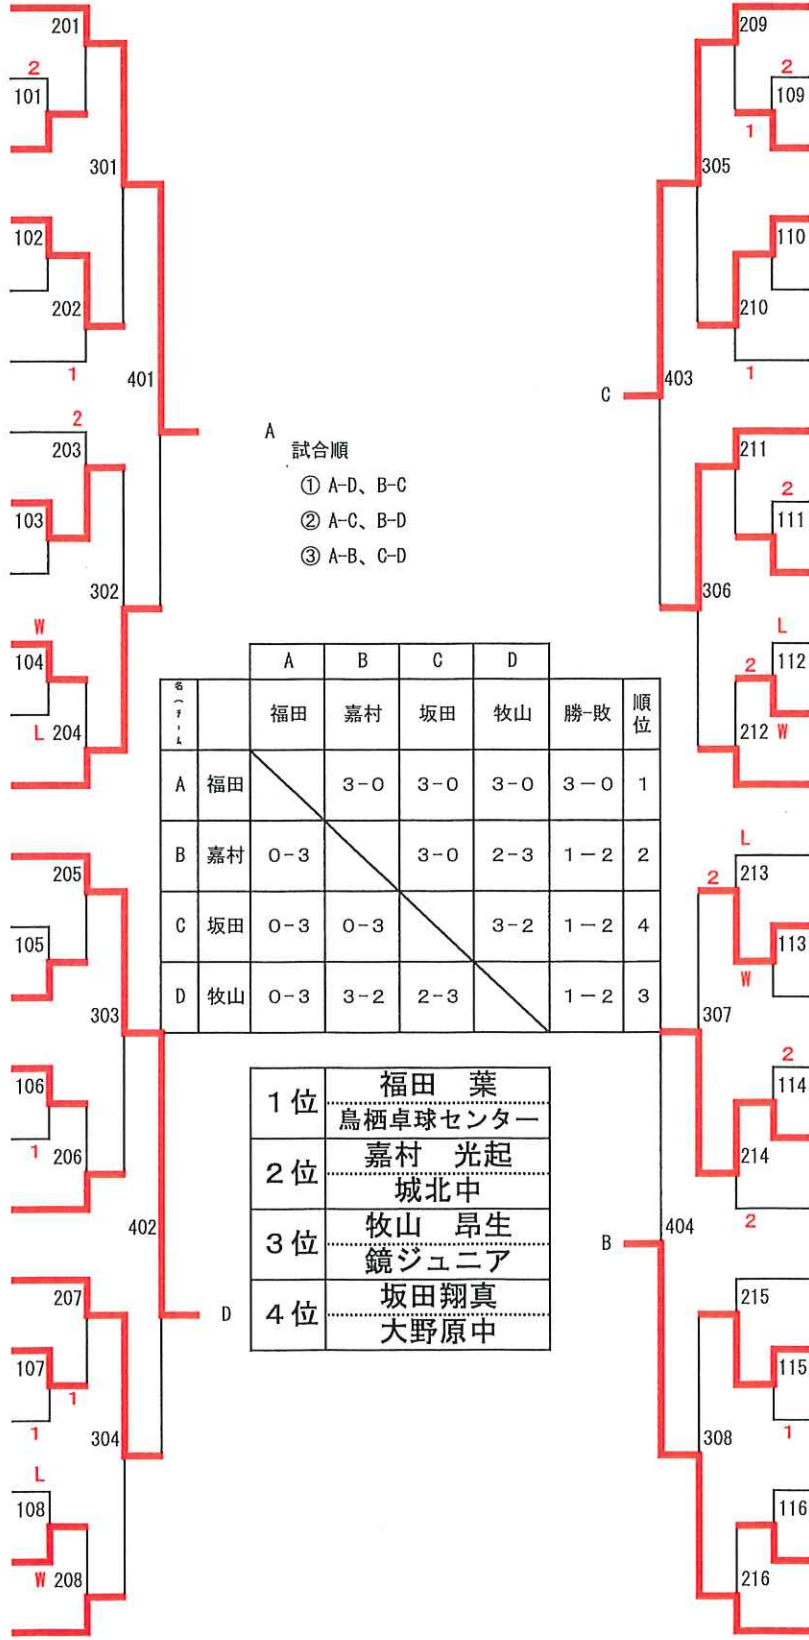 201
209
2
2
101
109
1
301
305
102
110
202
210
1
1
401
403
C
2
A
203
211
試合順
① A-D、B-C
2
103
111
② A-C、B-D
③ A-B、C-D
302
306
W
L
104
112
2
L 204
212 W
A B C D
名(チーム 福田 嘉村 坂田 牧山 勝-敗 順位
A 福田 3-0 3-0 3-0 3-0 1
B 嘉村 0-3 3-0 2-3 1-2 2
C 坂田 0-3 0-3 3-2 1-2 4
D 牧山 0-3 3-2 2-3 1-2 3
L
205
2 213
105
113
W
303
307
2
106
114
1
206
214
2
402
404
B
1位 福田 葉
鳥栖卓球センター
2位 嘉村 光起
城北中
3位 牧山 昂生
鏡ジュニア
4位 坂田翔真
大野原中
207
215
D
107
115
1
1
1
304
308
L
108
116
W 208
216